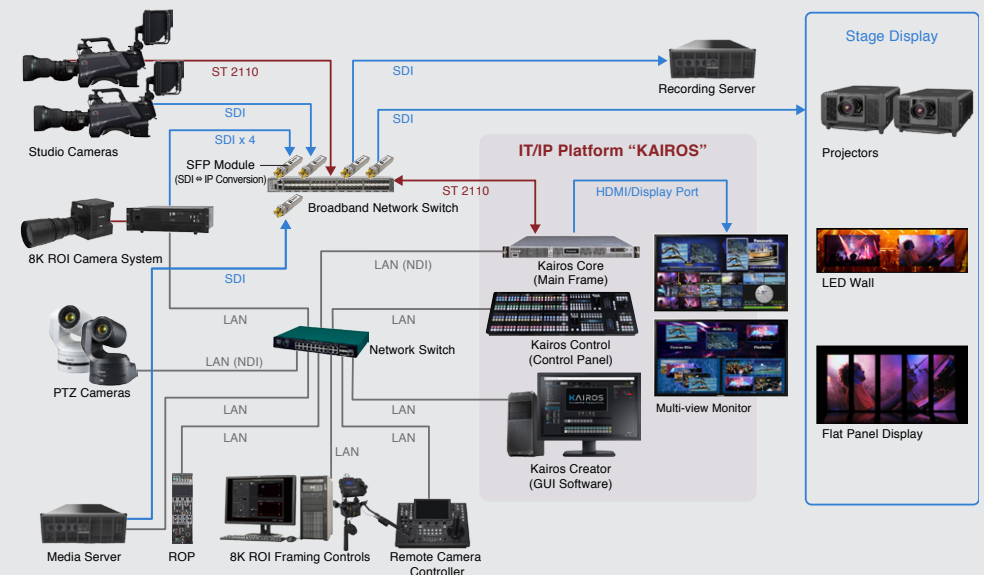 Stage Display
ST 2110
SDI
Recording Server
SDI
SDI
SDI x 4
Studio Cameras
SFP Module
(SDI ⇔ IP Conversion)
IT/IP Platform “KAIROS”
Projectors
ST 2110
HDMI/Display Port
Broadband Network Switch
8K ROI Camera System
SDI
LAN (NDI)
Kairos Core
(Main Frame)
LED Wall
LAN
LAN
Network Switch
Kairos Control
(Control Panel)
LAN (NDI)
PTZ Cameras
KAIROS
Multi-view Monitor
LAN
LAN
LAN
Flat Panel Display
LAN
LAN
Kairos Creator
(GUI Software)
Media Server
ROP
8K ROI Framing Controls
Remote Camera
Controller